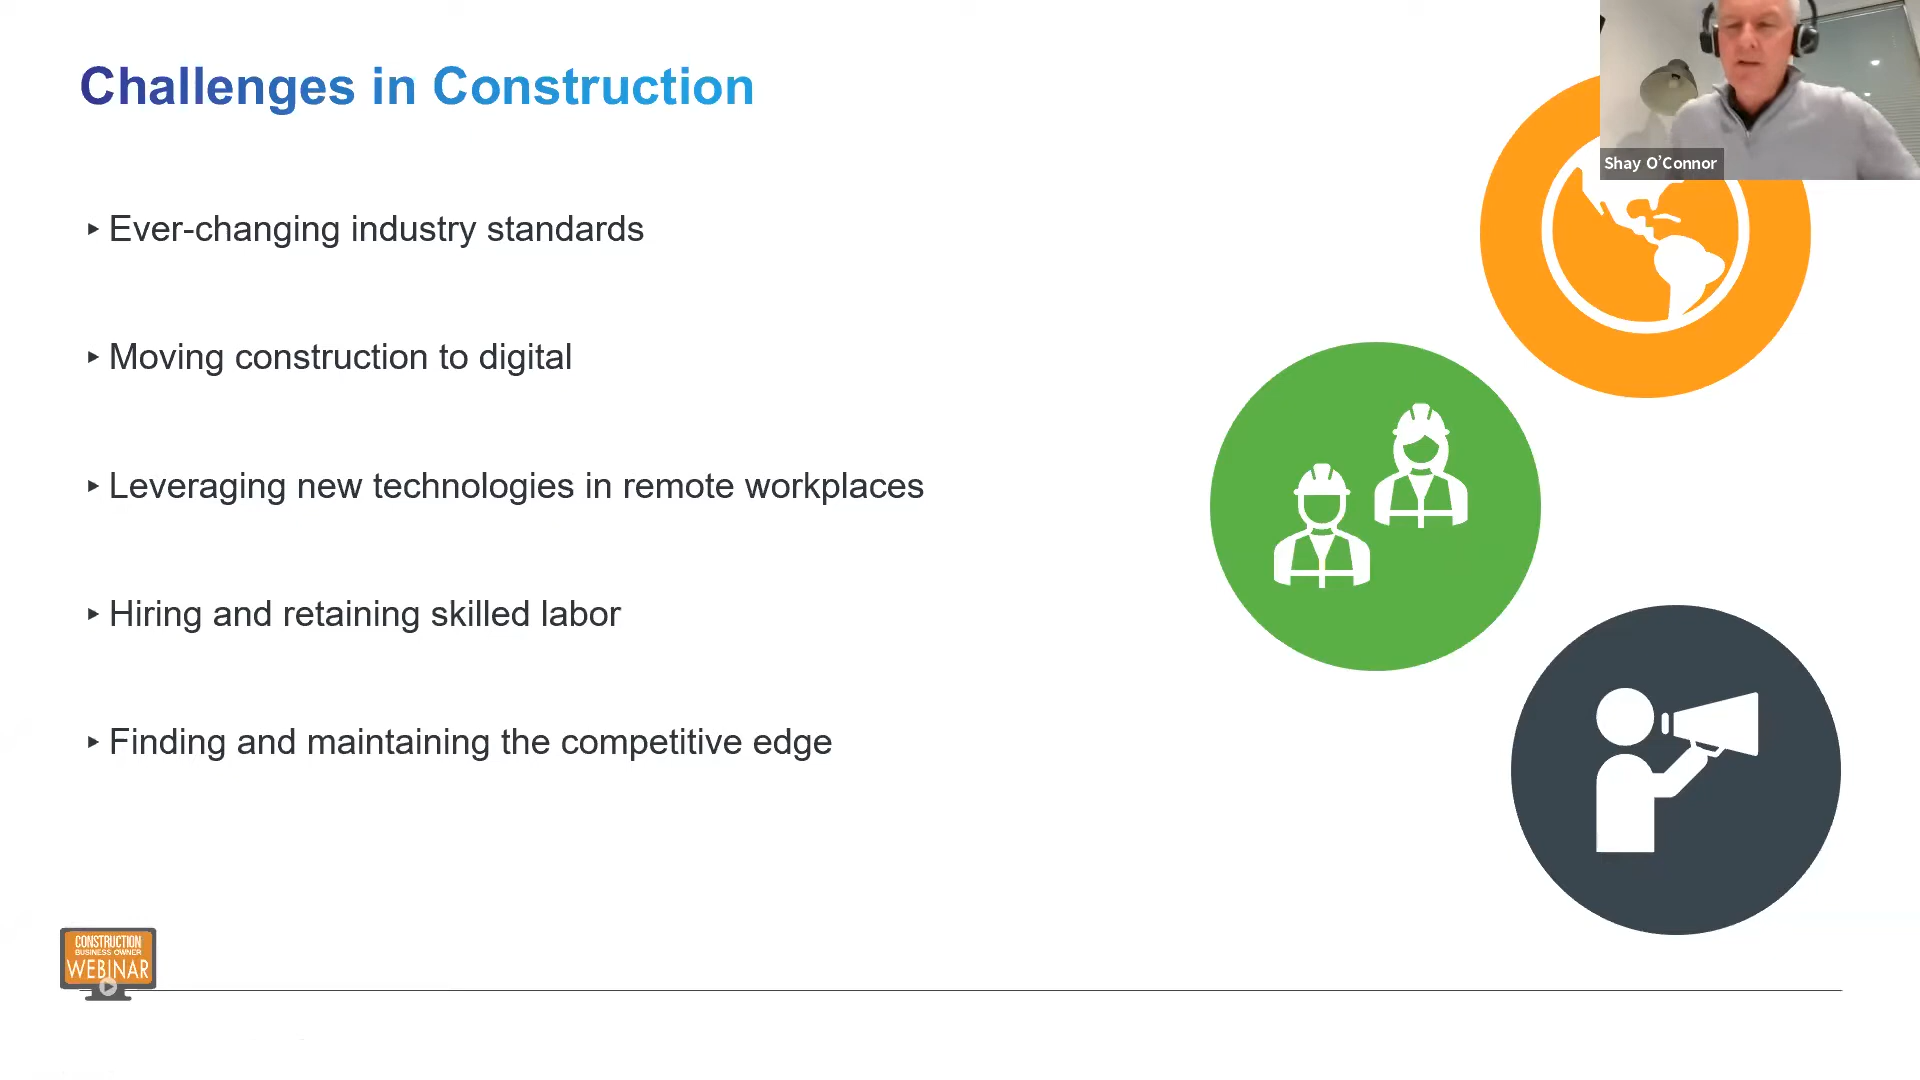 Challenges in Construction
Shay O’Connor
Ever-changing industry standards
Moving construction to digital
Leveraging new technologies in remote workplaces
Hiring and retaining skilled labor
Finding and maintaining the competitive edge
CONSTRUCTION
BUSINESS OWNER
WEBINAR